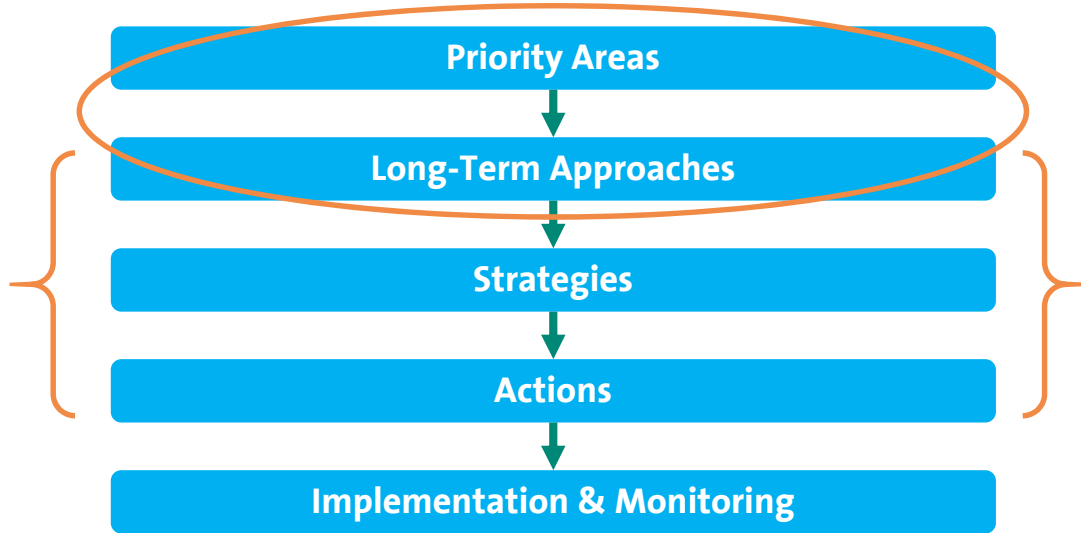 Priority Areas
Long-Term Approaches
Strategies
Actions
Implementation & Monitoring